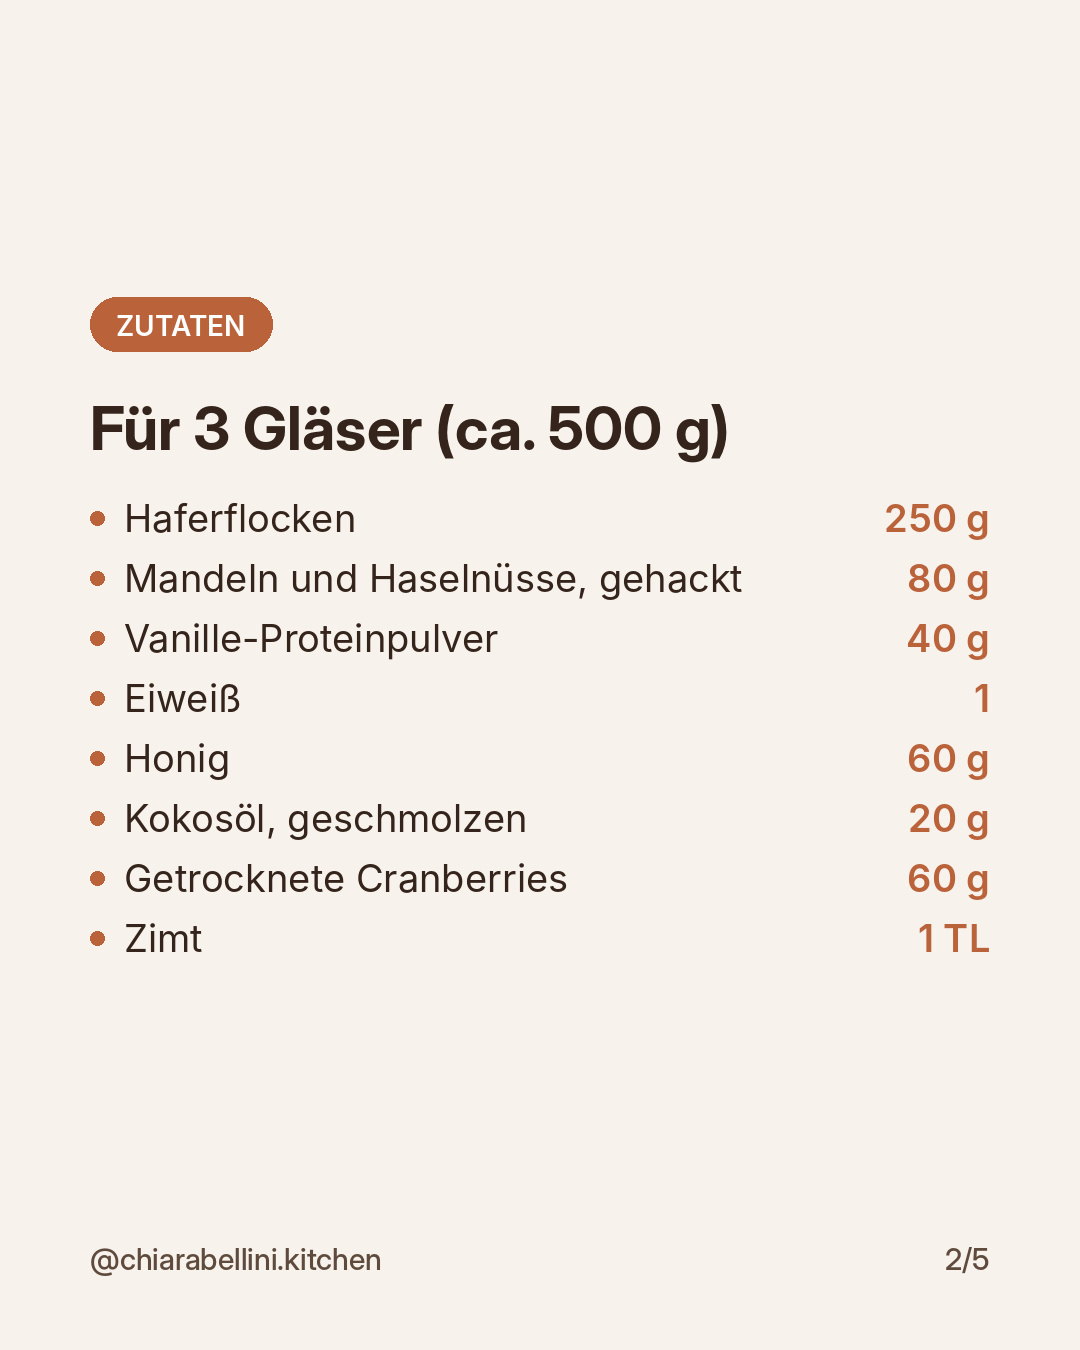 ZUTATEN
Für 3 Gläser (ca. 500 g)
• Haferflocken 250 g
• Mandeln und Haselnüsse, gehackt 80 g
• Vanille-Proteinpulver 40 g
• Eiweiß 1
• Honig 60 g
• Kokosöl, geschmolzen 20 g
• Getrocknete Cranberries 60 g
• Zimt 1 TL
@chiarabellini.kitchen 2/5